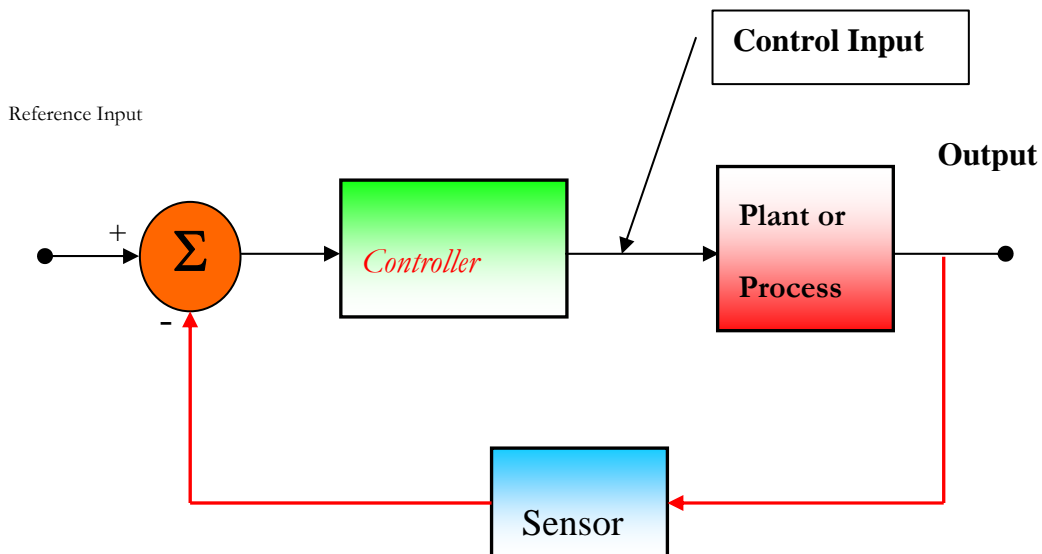 Control Input
Reference Input
Output
+
Σ
Controller
Plant or
Process
-
Sensor